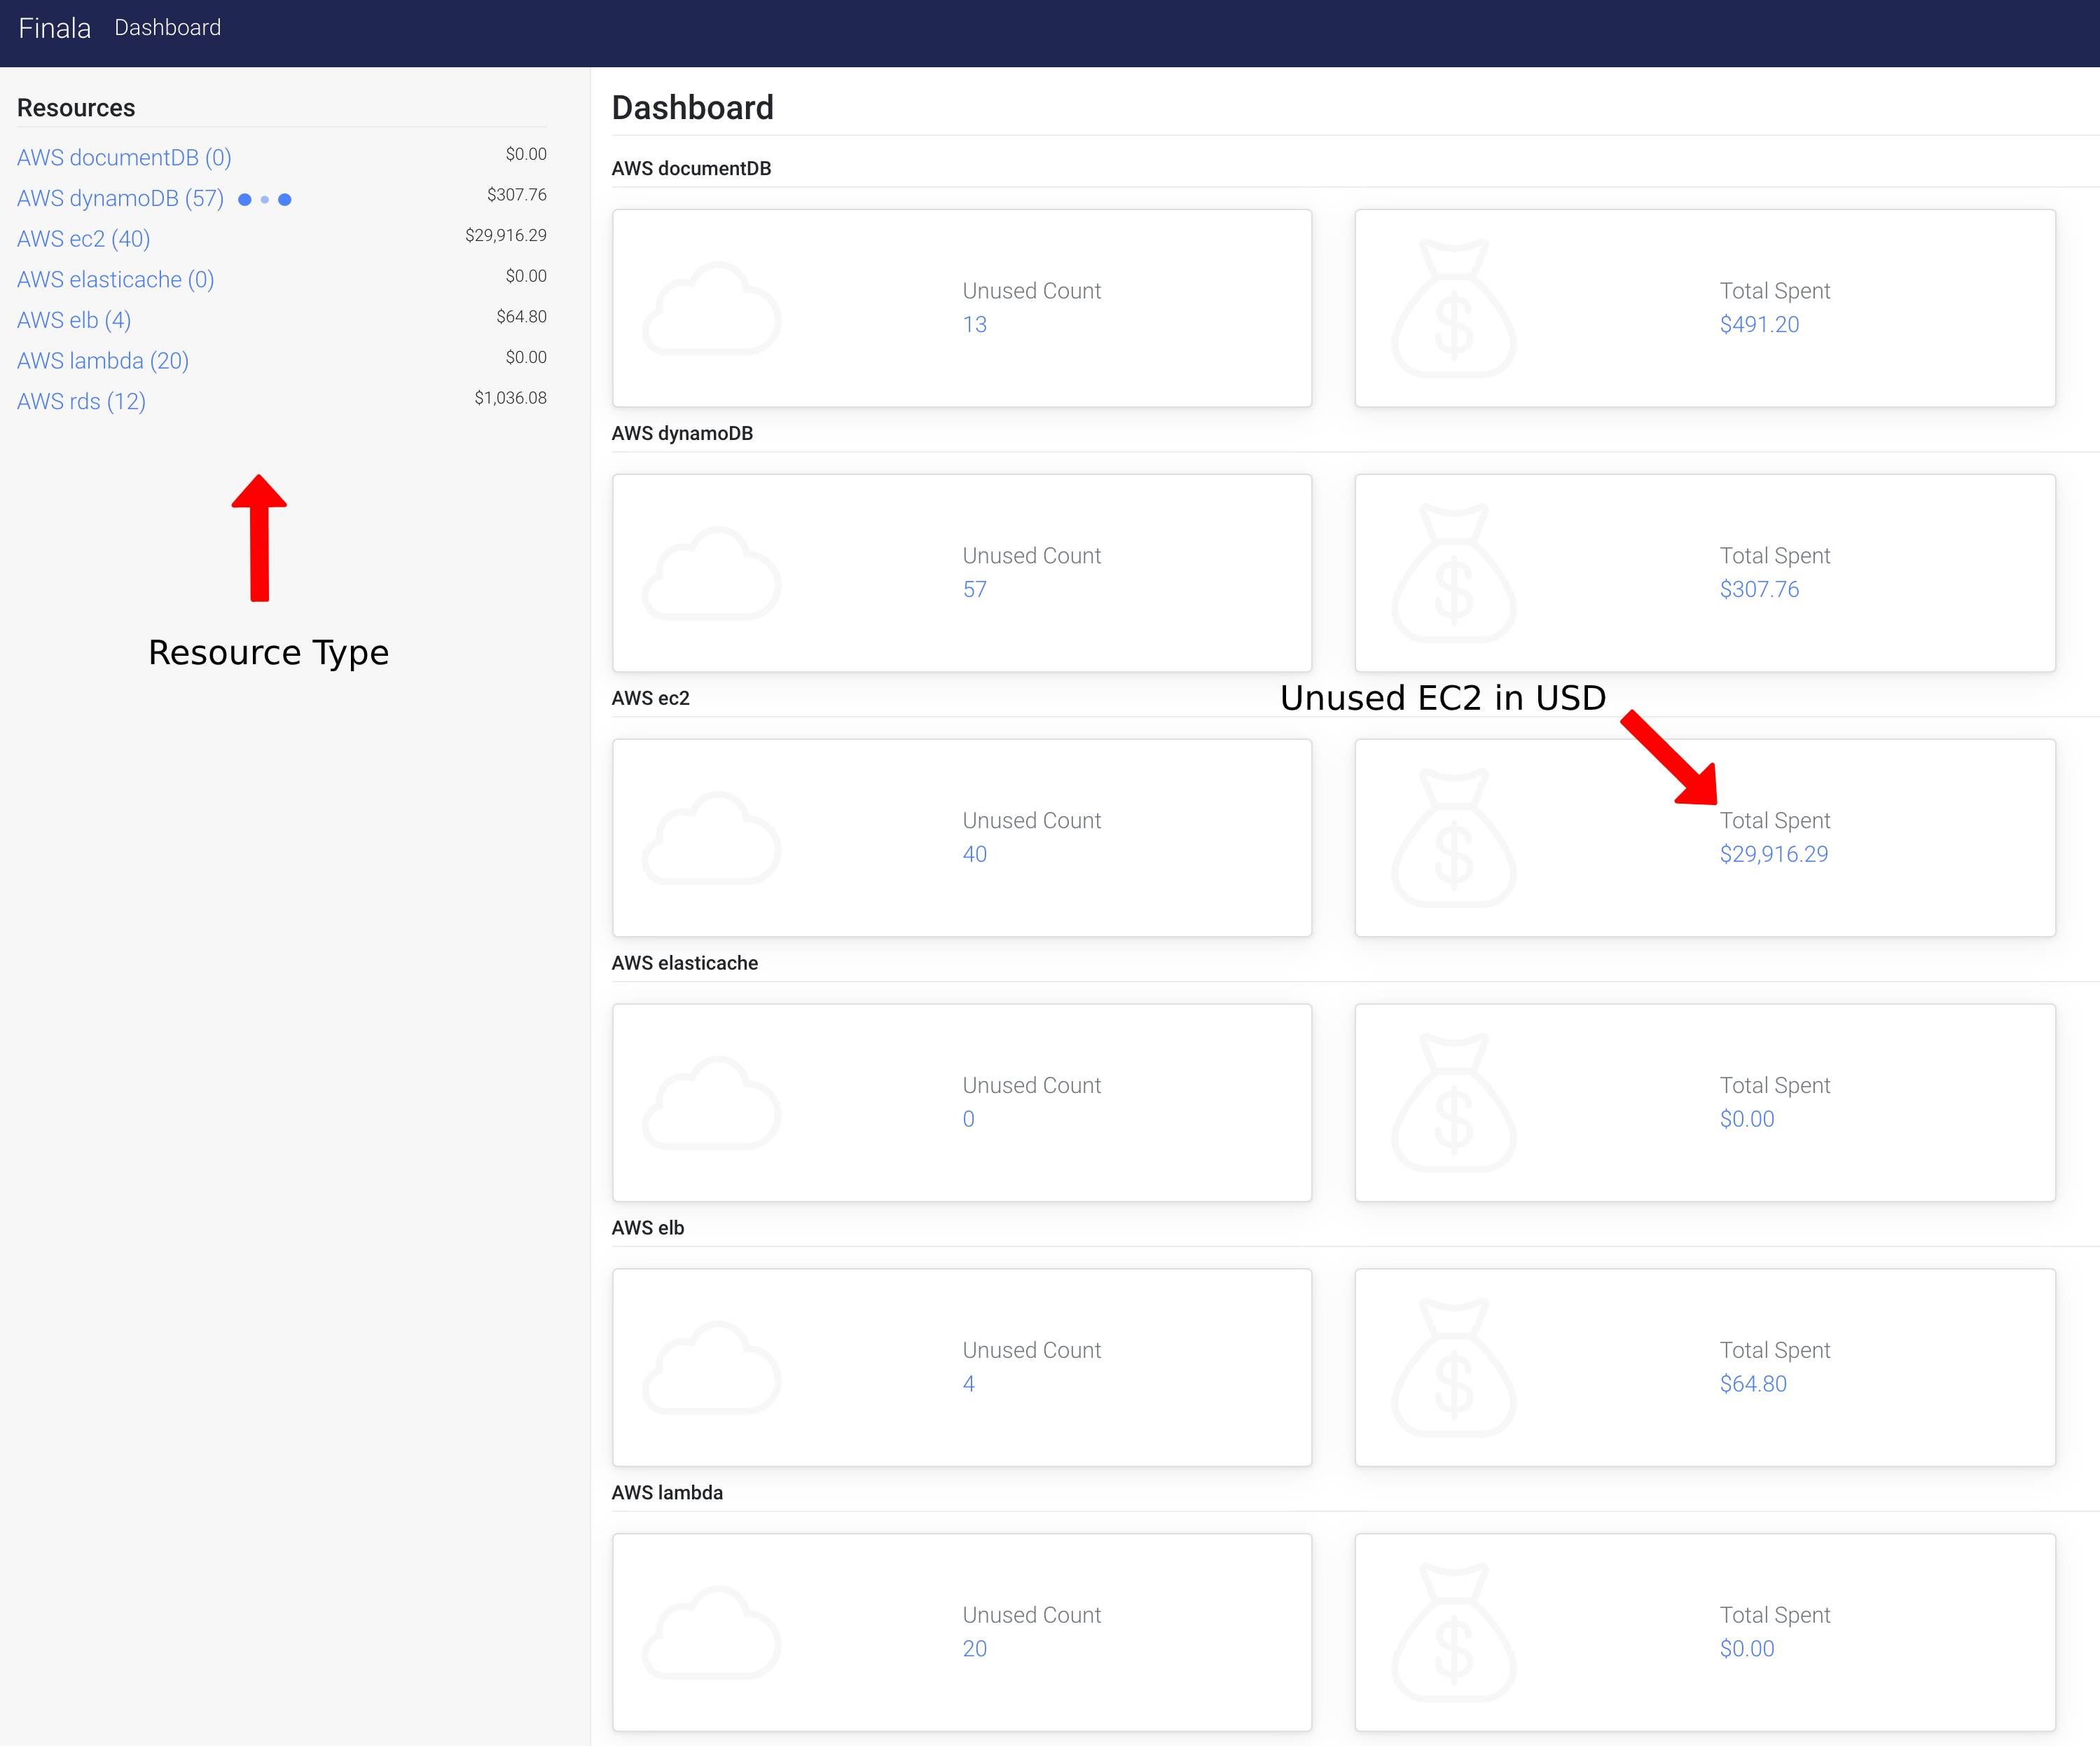 Finala Dashboard
Resources
AWS documentDB (0) $0.00
AWS dynamoDB (57) $307.76
AWS ec2 (40) $29,916.29
AWS elasticache (0) $0.00
AWS elb (4) $64.80
AWS lambda (20) $0.00
AWS rds (12) $1,036.08
Resource Type
Dashboard
AWS documentDB
Unused Count
13
Total Spent
$491.20
AWS dynamoDB
Unused Count
57
Total Spent
$307.76
AWS ec2
Unused EC2 in USD
Unused Count
40
Total Spent
$29,916.29
AWS elasticache
Unused Count
0
Total Spent
$0.00
AWS elb
Unused Count
4
Total Spent
$64.80
AWS lambda
Unused Count
20
Total Spent
$0.00